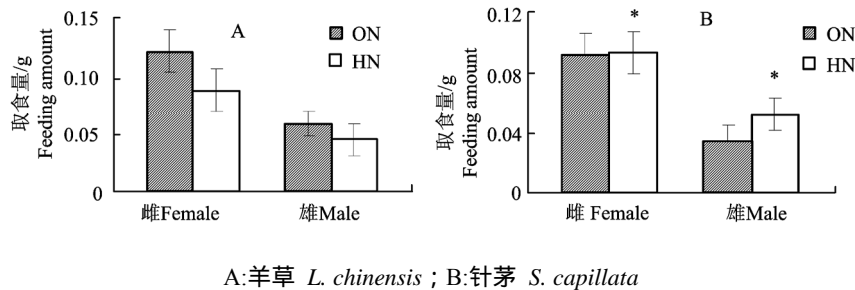 取食量/g
Feeding amount
0.15
0.10
0.05
0
A
ON
HN
雌Female
雄Male
取食量/g
Feeding amount
0.12
0.08
0.04
0
*
*
B
ON
HN
雌 Female
雄Male
A:羊草 L. chinensis；B:针茅 S. capillata